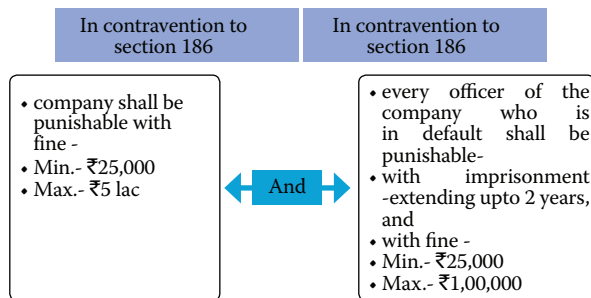 In contravention to
section 186
In contravention to
section 186
• company shall be
punishable with
fine -
• Min.- ₹25,000
• Max.- ₹5 lac
And
• every officer of the
company who is
in default shall be
punishable-
• with imprisonment
-extending upto 2 years,
and
• with fine -
• Min.- ₹25,000
• Max.- ₹1,00,000